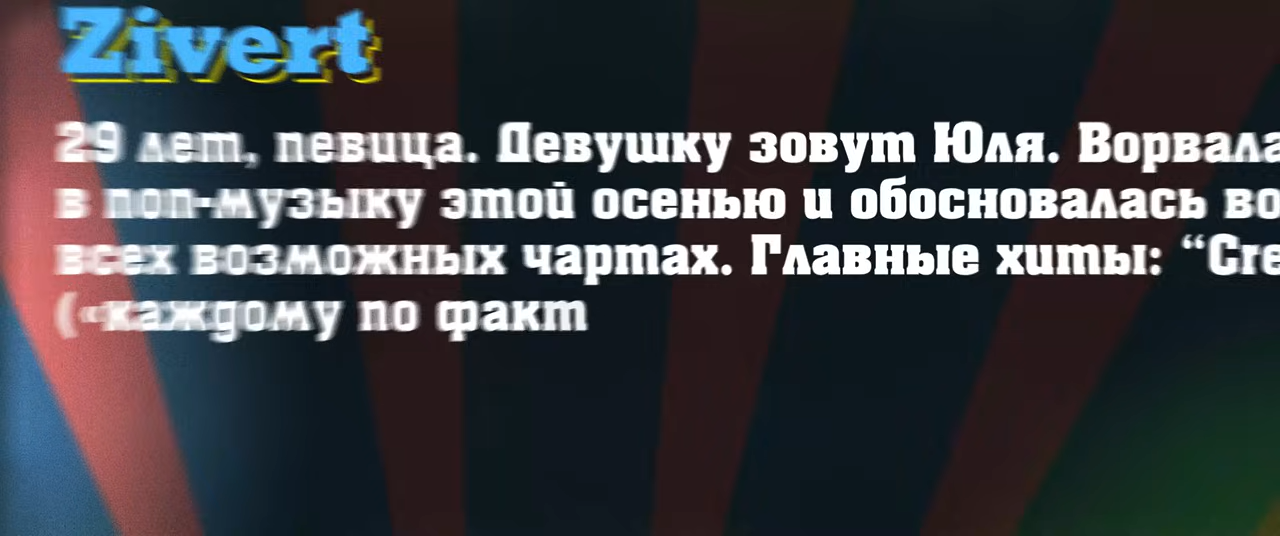 Zivert
29 лет, певица. Девушку зовут Юля. Ворвала
в поп-музыку этой осенью и обосновалась во
всех возможных чартах. Главные хиты: “Cre
(«каждому по факт